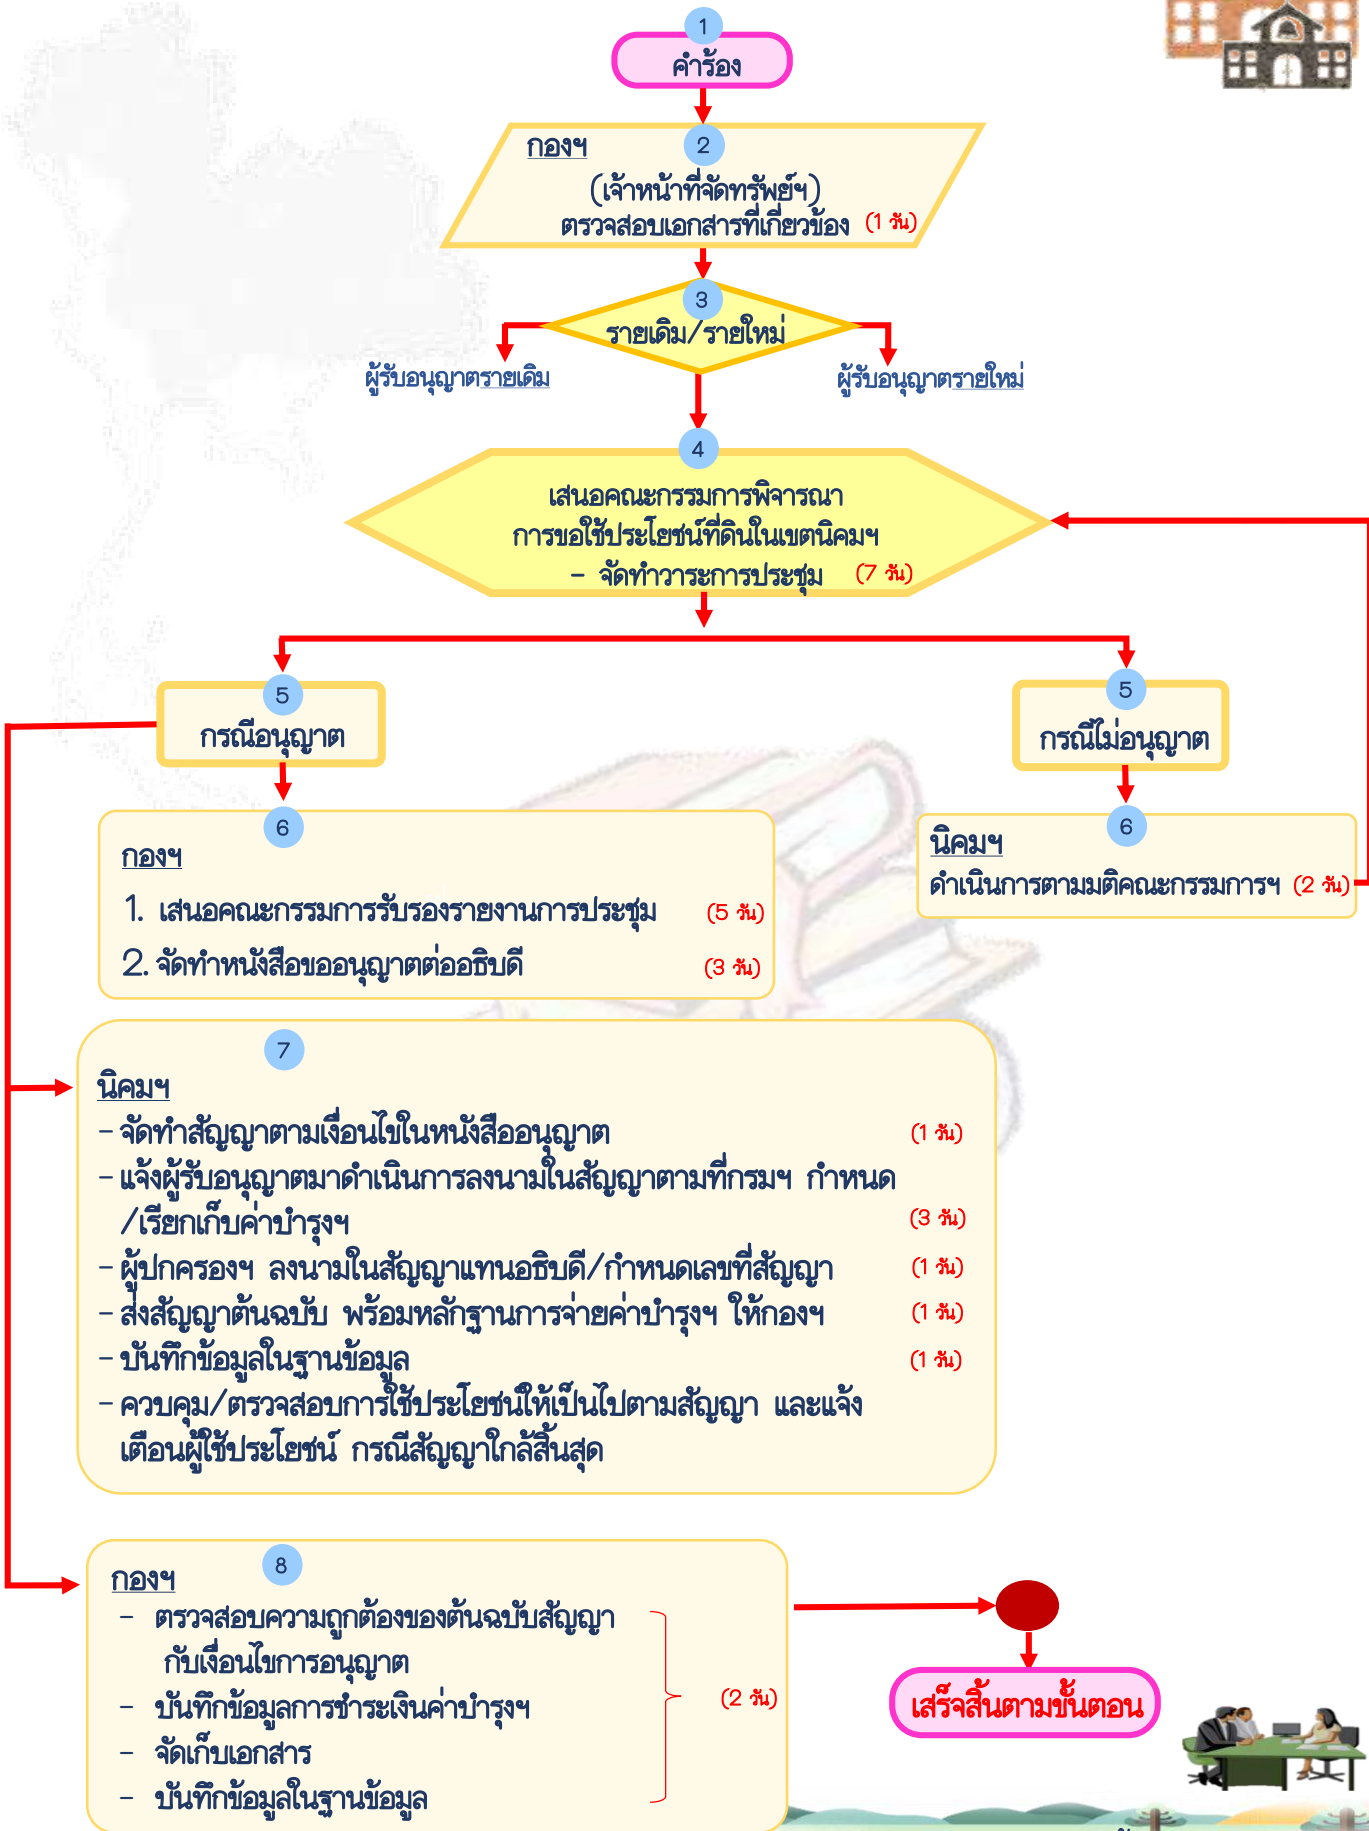 1
คำร้อง
2
กองฯ
(เจ้าหน้าที่จัดทรัพย์ฯ)
ตรวจสอบเอกสารที่เกี่ยวข้อง (1 วัน)
3
รายเดิม/รายใหม่
ผู้รับอนุญาตรายเดิม
ผู้รับอนุญาตรายใหม่
4
เสนอคณะกรรมการพิจารณา
การขอใช้ประโยชน์ที่ดินในเขตนิคมฯ
- จัดทำวาระการประชุม (7 วัน)
5
กรณีอนุญาต
5
กรณีไม่อนุญาต
6
กองฯ
1. เสนอคณะกรรมการรับรองรายงานการประชุม (5 วัน)
2. จัดทำหนังสือขออนุญาตต่ออธิบดี (3 วัน)
6
นิคมฯ
ดำเนินการตามมติคณะกรรมการฯ (2 วัน)
7
นิคมฯ
- จัดทำสัญญาตามเงื่อนไขในหนังสืออนุญาต (1 วัน)
- แจ้งผู้รับอนุญาตมาดำเนินการลงนามในสัญญาตามที่กรมฯ กำหนด
/เรียกเก็บค่าบำรุงฯ (3 วัน)
- ผู้ปกครองฯ ลงนามในสัญญาแทนอธิบดี/กำหนดเลขที่สัญญา (1 วัน)
- ส่งสัญญาต้นฉบับ พร้อมหลักฐานการจ่ายค่าบำรุงฯ ให้กองฯ (1 วัน)
- บันทึกข้อมูลในฐานข้อมูล (1 วัน)
- ควบคุม/ตรวจสอบการใช้ประโยชน์ให้เป็นไปตามสัญญา และแจ้ง
เตือนผู้ใช้ประโยชน์ กรณีสัญญาใกล้สิ้นสุด
8
กองฯ
- ตรวจสอบความถูกต้องของต้นฉบับสัญญา
กับเงื่อนไขการอนุญาต
- บันทึกข้อมูลการชำระเงินค่าบำรุงฯ (2 วัน)
- จัดเก็บเอกสาร
- บันทึกข้อมูลในฐานข้อมูล
เสร็จสิ้นตามขั้นตอน